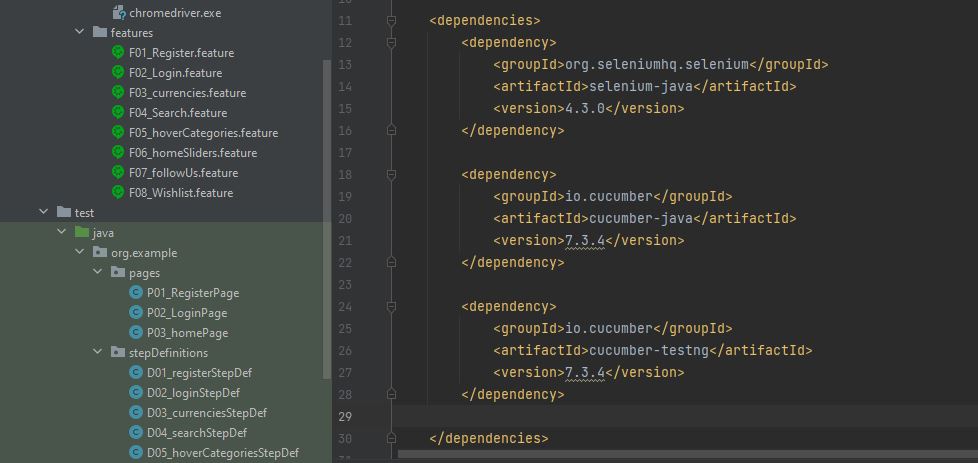 chromedriver.exe
features
F01_Register.feature
F02_Login.feature
F03_currencies.feature
F04_Search.feature
F05_hoverCategories.feature
F06_homeSliders.feature
F07_followUs.feature
F08_Wishlist.feature
test
java
org.example
pages
P01_RegisterPage
P02_LoginPage
P03_homePage
stepDefinitions
D01_registerStepDef
D02_loginStepDef
D03_currenciesStepDef
D04_searchStepDef
D05_hoverCategoriesStepDef
11 <dependencies>
12 <dependency>
13 <groupId>org.seleniumhq.selenium</groupId>
14 <artifactId>selenium-java</artifactId>
15 <version>4.3.0</version>
16 </dependency>
17
18 <dependency>
19 <groupId>io.cucumber</groupId>
20 <artifactId>cucumber-java</artifactId>
21 <version>7.3.4</version>
22 </dependency>
23
24 <dependency>
25 <groupId>io.cucumber</groupId>
26 <artifactId>cucumber-testng</artifactId>
27 <version>7.3.4</version>
28 </dependency>
29
30 </dependencies>